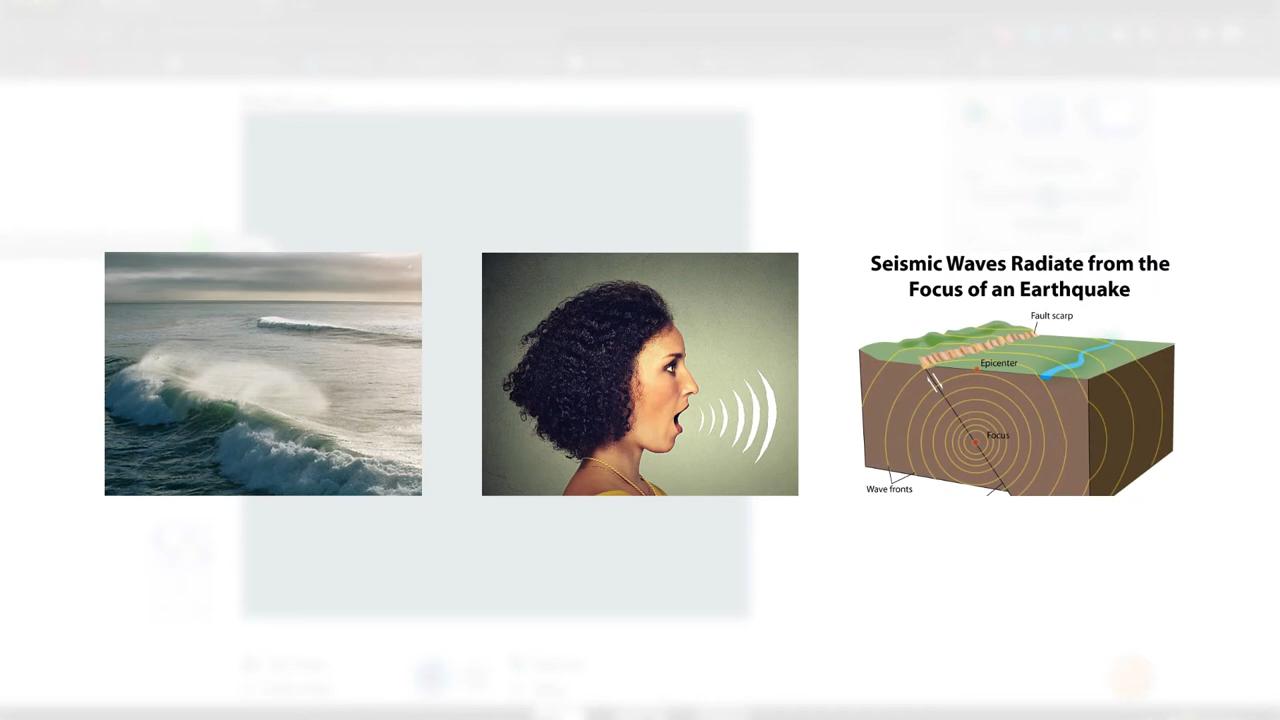 Seismic Waves Radiate from the
Focus of an Earthquake
Fault scarp
Epicenter
Focus
Wave fronts